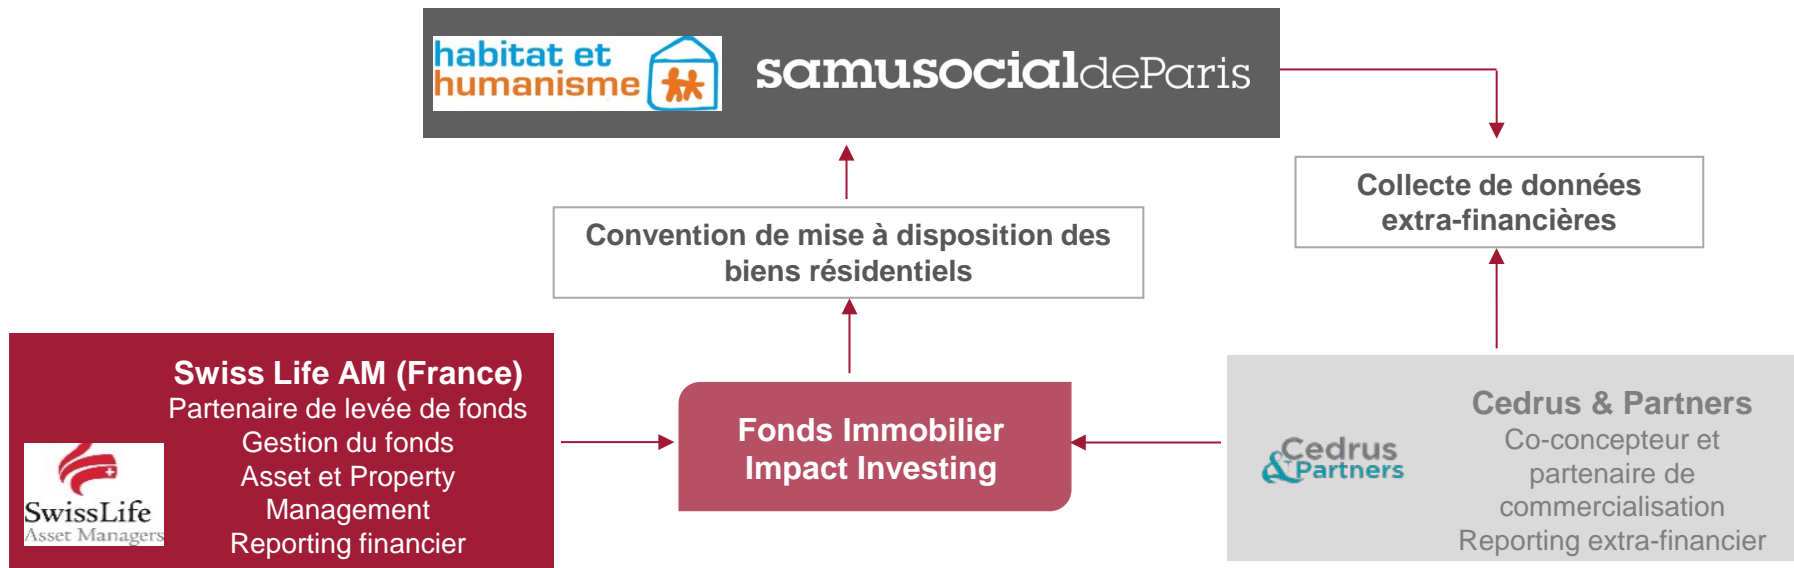 habitat et
humanisme
samusocialdeParis
Collecte de données
extra-financières
Convention de mise à disposition des
biens résidentiels
Swiss Life AM (France)
Partenaire de levée de fonds
Gestion du fonds
Asset et Property
Management
Reporting financier
SwissLife
Asset Managers
Fonds Immobilier
Impact Investing
Cedrus
&Partners
Cedrus & Partners
Co-concepteur et
partenaire de
commercialisation
Reporting extra-financier